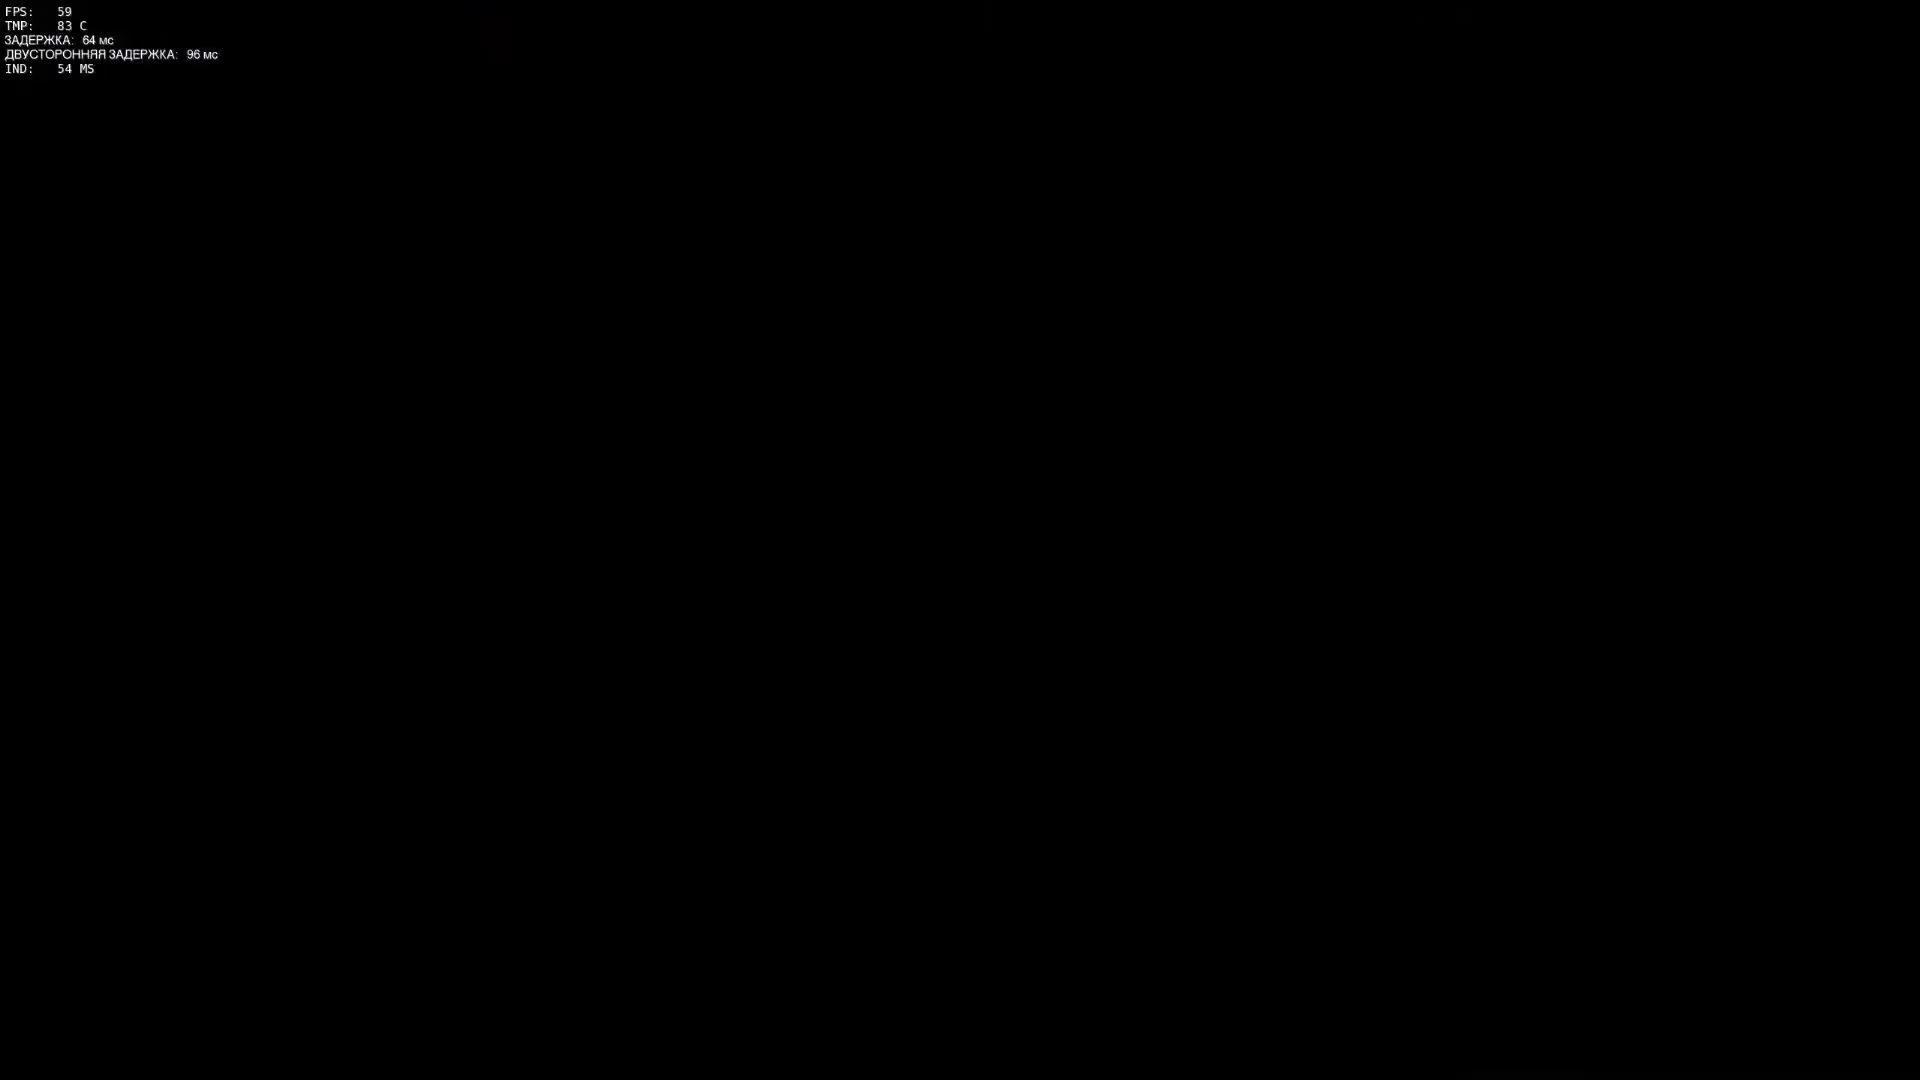 FPS: 59
TMP: 83 C
ЗАДЕРЖКА: 64 мс
ДВУСТОРОННЯЯ ЗАДЕРЖКА: 96 мс
IND: 54 MS